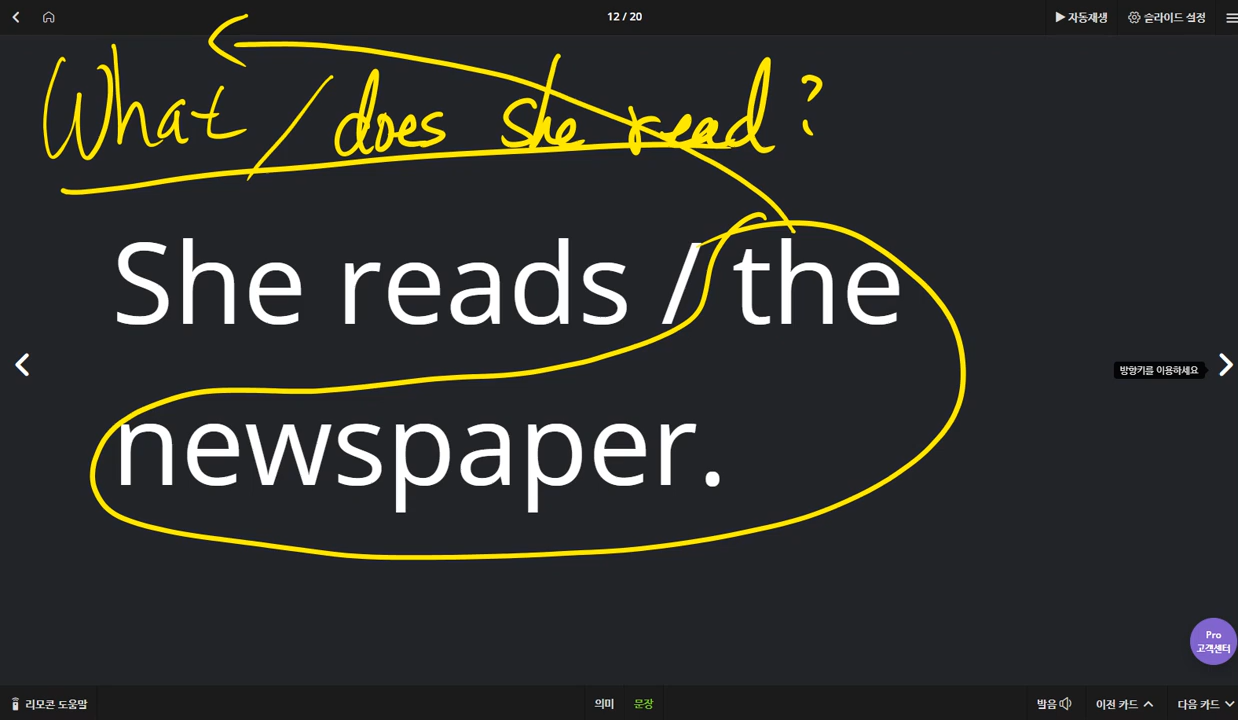 12 / 20
자동재생
슬라이드 설정
What / does she read?
She reads / the
newspaper.
방향키를 이용하세요
Pro
고객센터
리모콘 도움말
의미
문장
발음
이전 카드
다음 카드